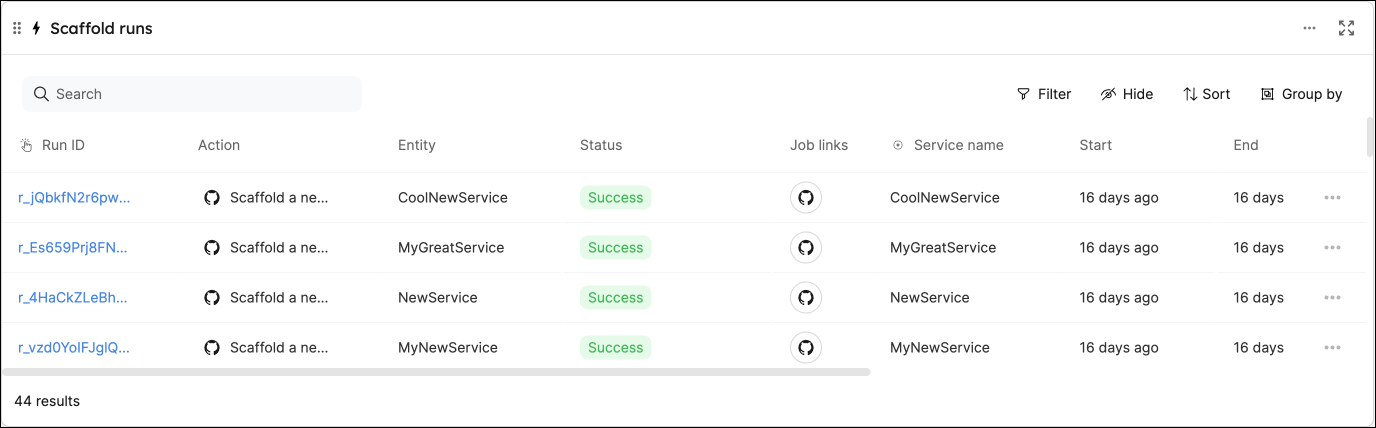 Scaffold runs
Search
Filter Hide Sort Group by
Run ID Action Entity Status Job links Service name Start End
r_jQbkfN2r6pw... Scaffold a ne... CoolNewService Success CoolNewService 16 days ago 16 days
r_Es659Prj8FN... Scaffold a ne... MyGreatService Success MyGreatService 16 days ago 16 days
r_4HaCkZLeBh... Scaffold a ne... NewService Success NewService 16 days ago 16 days
r_vzd0YolFJglQ... Scaffold a ne... MyNewService Success MyNewService 16 days ago 16 days
44 results